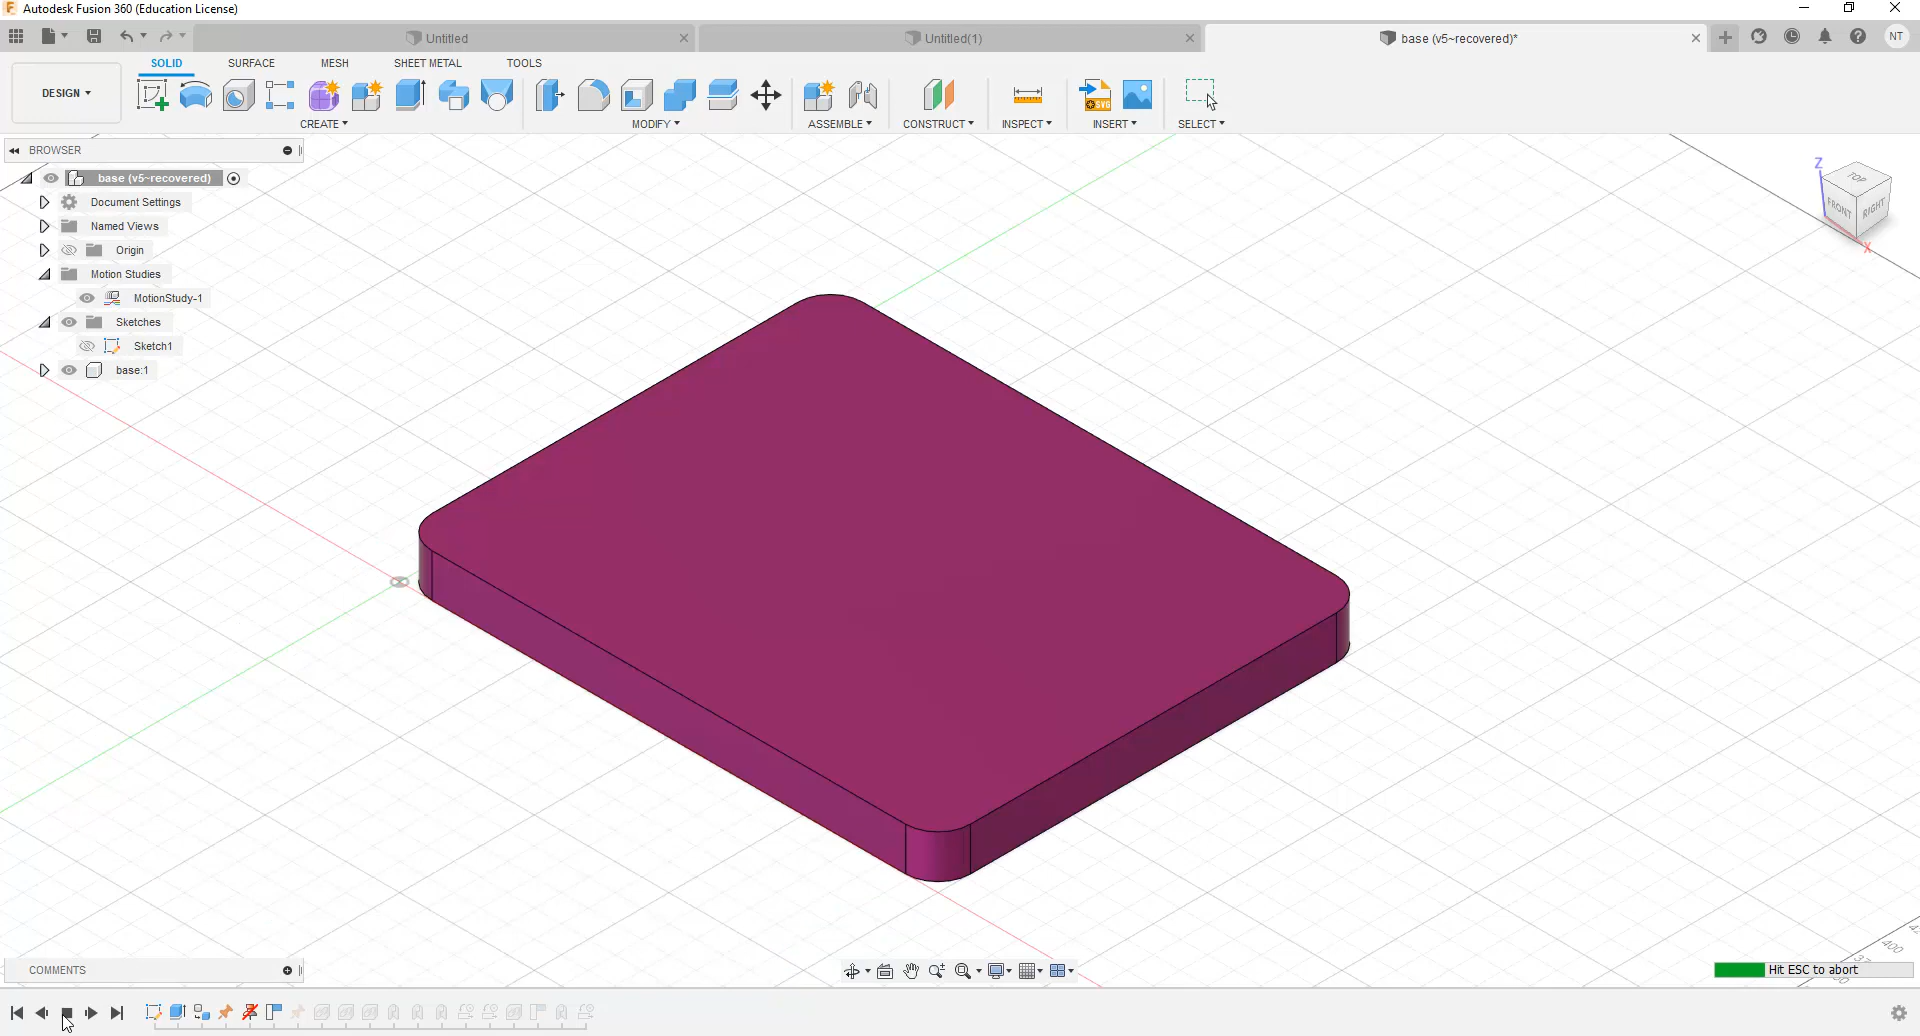 Autodesk Fusion 360 (Education License)
Untitled
Untitled(1)
base (v5~recovered)*
NT
SOLID
SURFACE
MESH
SHEET METAL
TOOLS
DESIGN
CREATE
MODIFY
ASSEMBLE
CONSTRUCT
INSPECT
INSERT
SELECT
SVG
BROWSER
base (v5~recovered)
Document Settings
Named Views
Origin
Motion Studies
MotionStudy-1
Sketches
Sketch1
base:1
Z
TOP
FRONT
RIGHT
X
400
COMMENTS
Hit ESC to abort